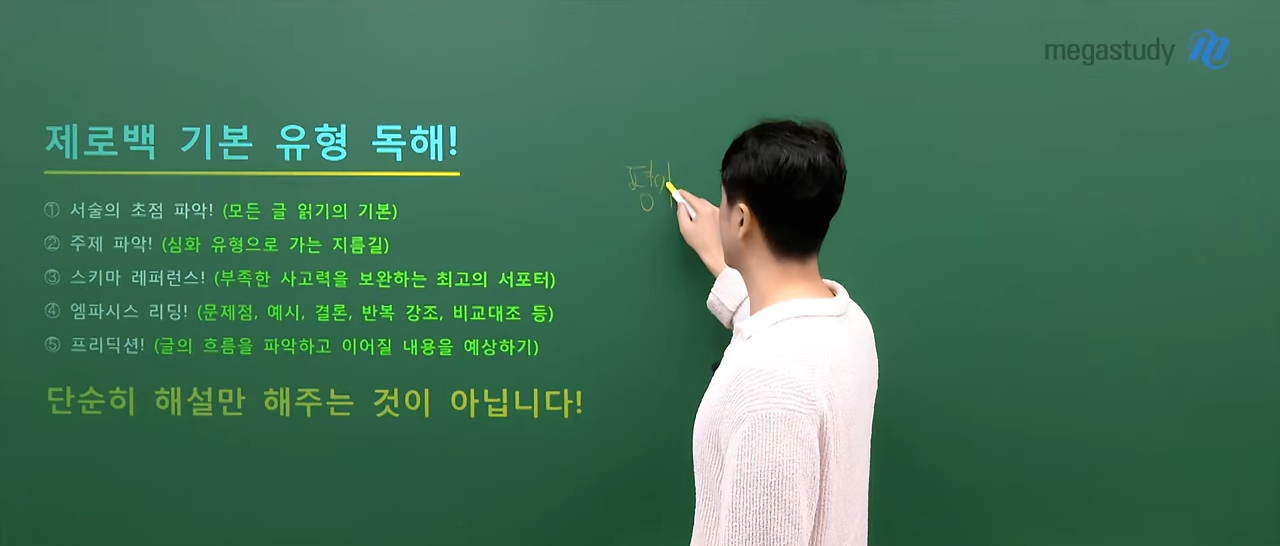 megastudy
제로백 기본 유형 독해!
① 서술의 초점 파악! (모든 글 읽기의 기본)
② 주제 파악! (심화 유형으로 가는 지름길)
③ 스키마 레퍼런스! (부족한 사고력을 보완하는 최고의 서포터)
④ 엠파시스 리딩! (문제점, 예시, 결론, 반복 강조, 비교대조 등)
⑤ 프리딕션! (글의 흐름을 파악하고 이어질 내용을 예상하기)
단순히 해설만 해주는 것이 아닙니다!